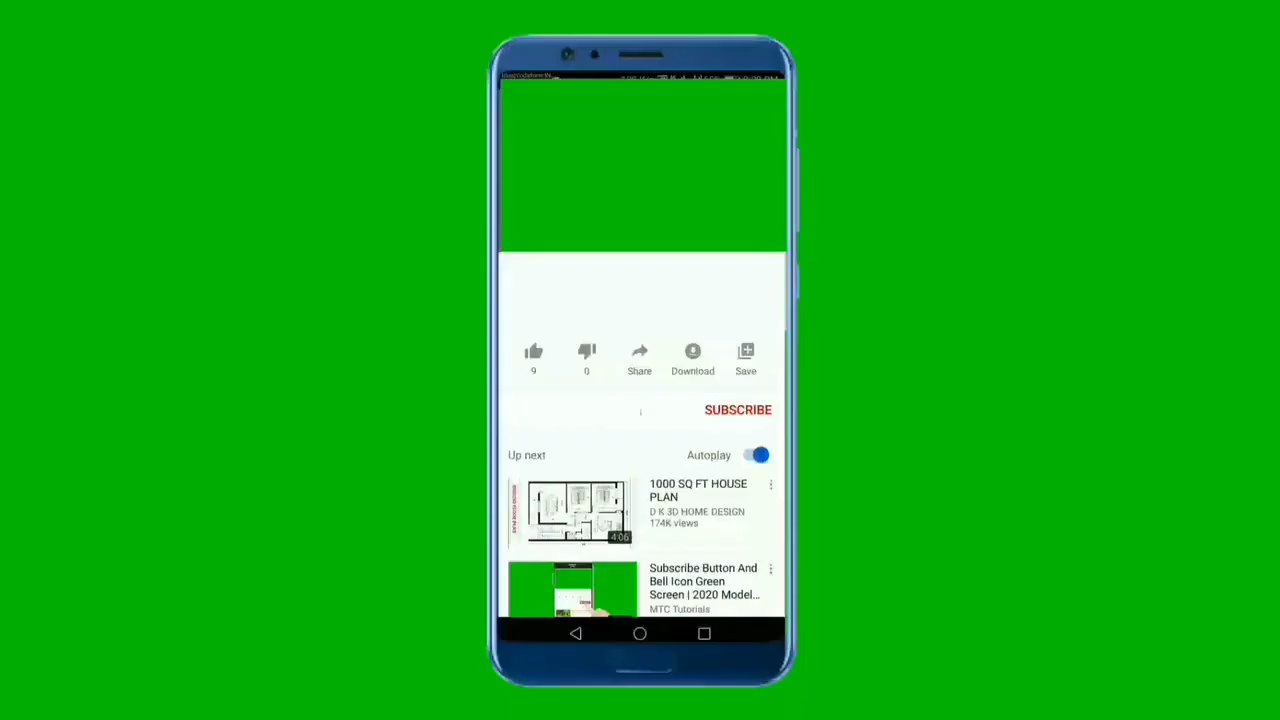 9
0
Share
Download
Save
SUBSCRIBE
Up next
Autoplay
1000 SQ FT HOUSE
PLAN
D K 3D HOME DESIGN
174K views
4:06
Subscribe Button And
Bell Icon Green
Screen | 2020 Model...
MTC Tutorials